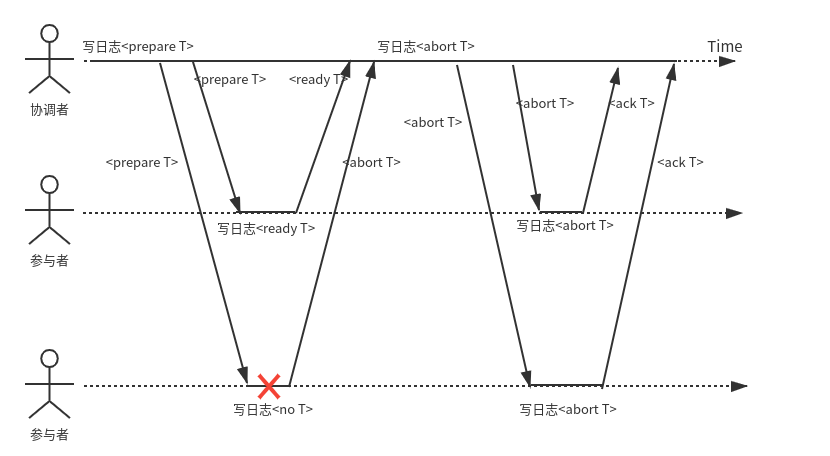 写日志<prepare T>
写日志<abort T>
Time
<prepare T>
<ready T>
<abort T>
<ack T>
协调者
<abort T>
<prepare T>
<abort T>
<ack T>
写日志<ready T>
写日志<abort T>
参与者
写日志<no T>
写日志<abort T>
参与者